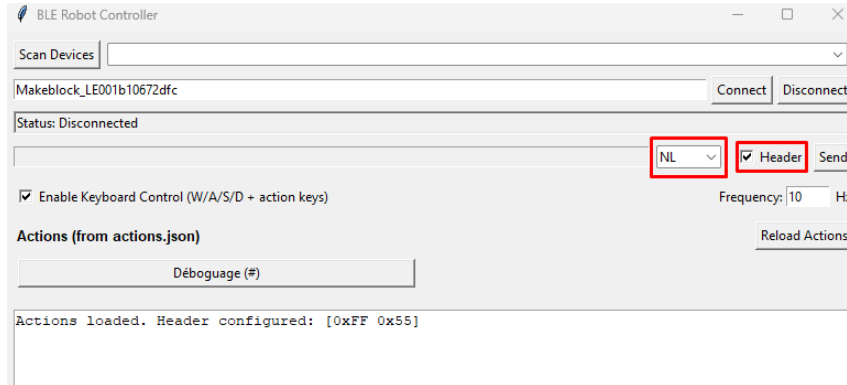 BLE Robot Controller
Scan Devices
Makeblock_LE001b10672dfc Connect Disconnect
Status: Disconnected
NL Header Send
Enable Keyboard Control (W/A/S/D + action keys) Frequency: 10
Actions (from actions.json) Reload Actions
Déboguage (#)
Actions loaded. Header configured: [0xFF 0x55]